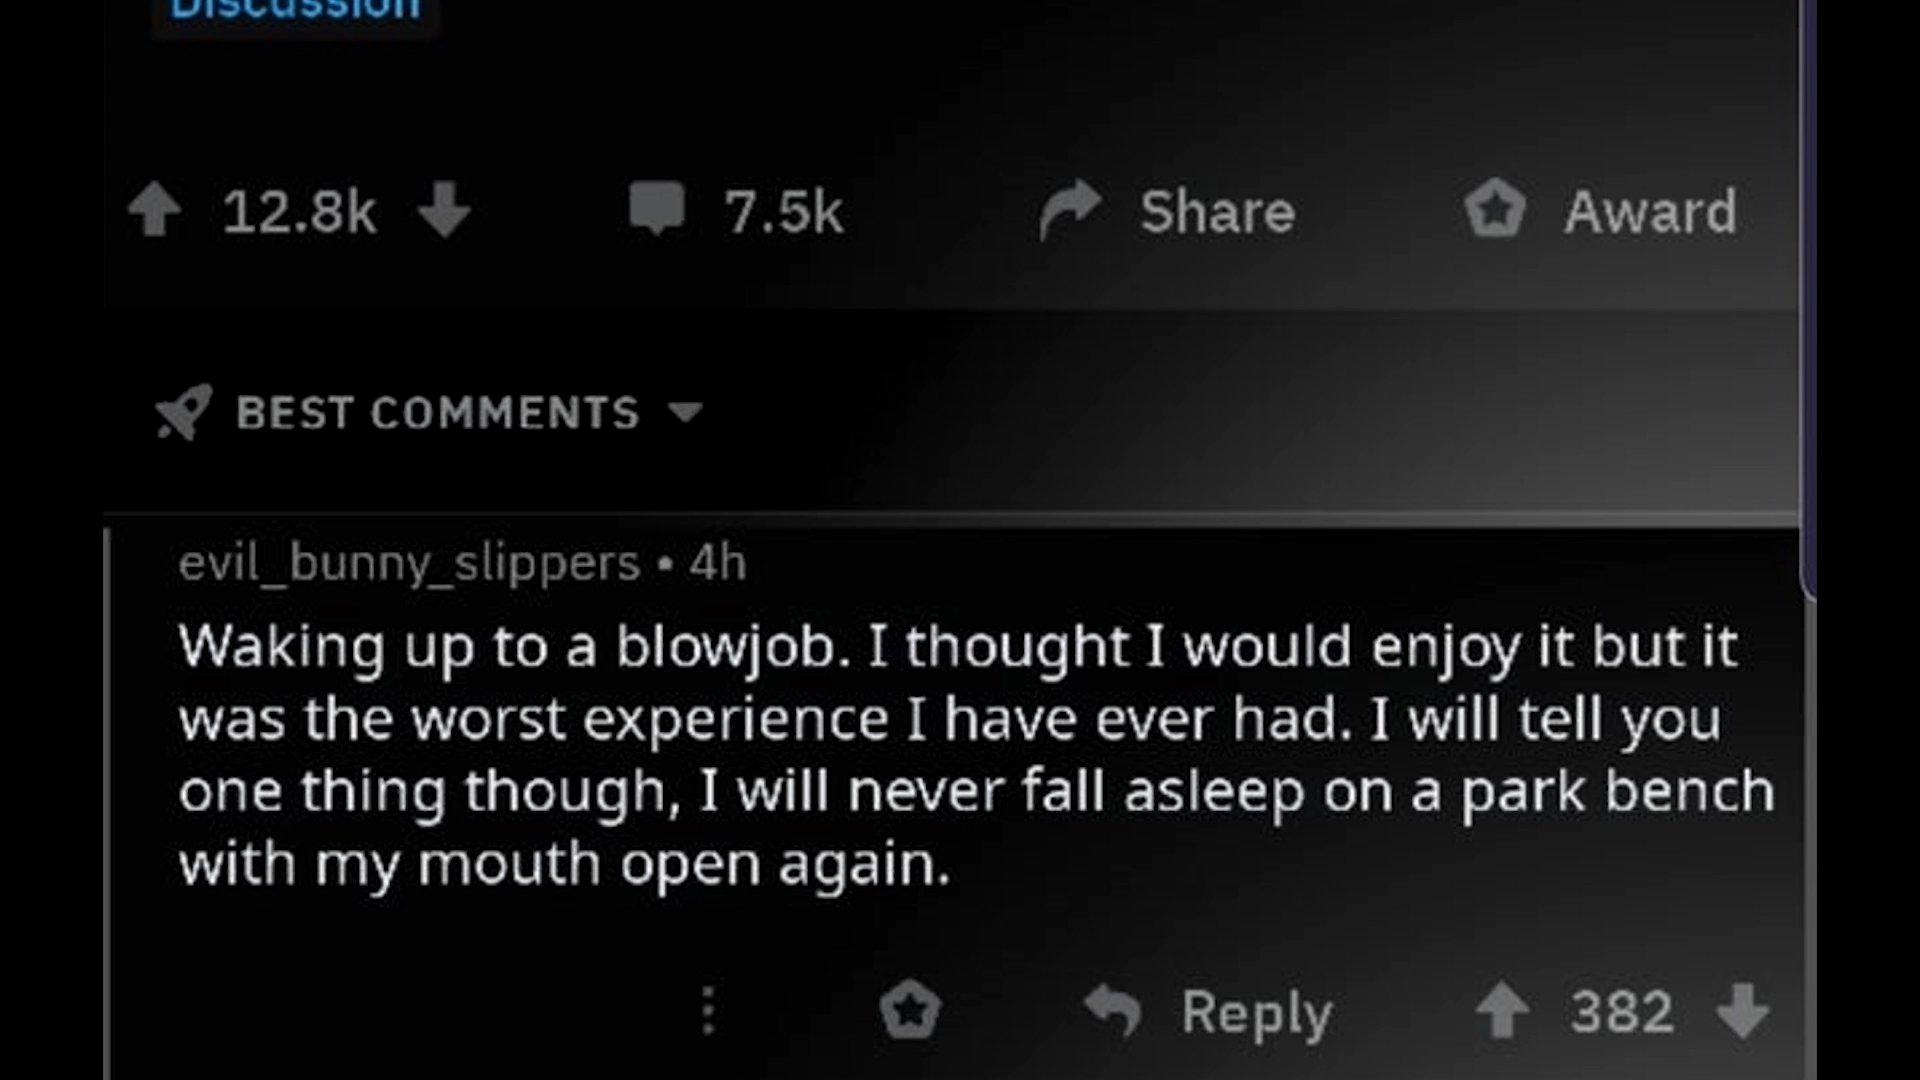 Discussion
12.8k 7.5k Share Award
BEST COMMENTS
evil_bunny_slippers • 4h
Waking up to a blowjob. I thought I would enjoy it but it
was the worst experience I have ever had. I will tell you
one thing though, I will never fall asleep on a park bench
with my mouth open again.
Reply 382